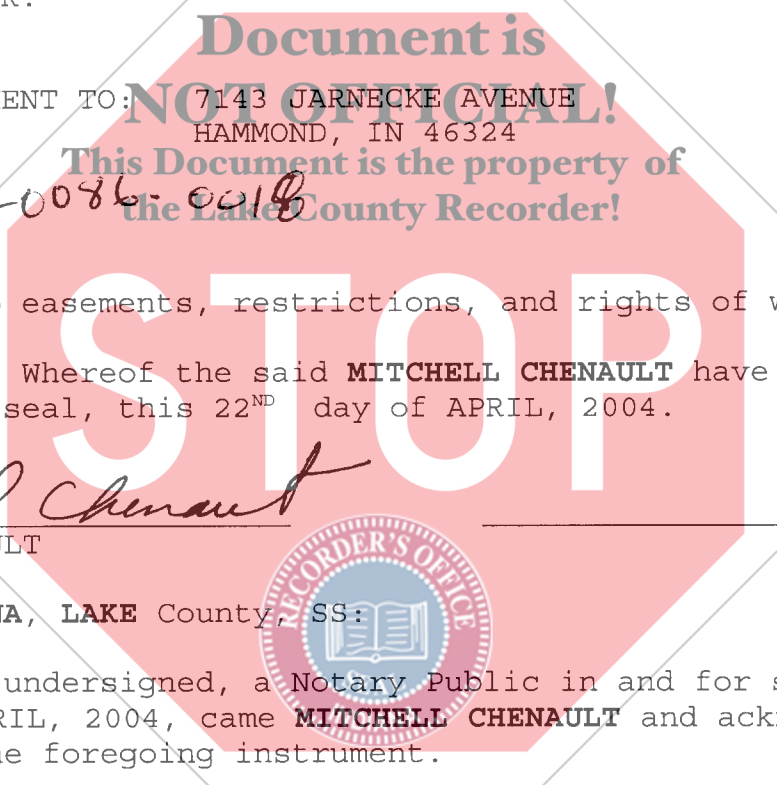 R:
Document is
ENT TO: 7143 JARNECKE AVENUE
NOT OFFICIAL!
HAMMOND, IN 46324
This Document is the property of
-0086-0018
the Lake County Recorder!
easements, restrictions, and rights of w
STOP
Whereof the said MITCHELL CHENAULT have
seal, this 22ND day of APRIL, 2004.
Chenault
ULT
RECORDER'S OFFICE
NA, LAKE County, SS:
undersigned, a Notary Public in and for s
RIL, 2004, came MITCHELL CHENAULT and ack
e foregoing instrument.